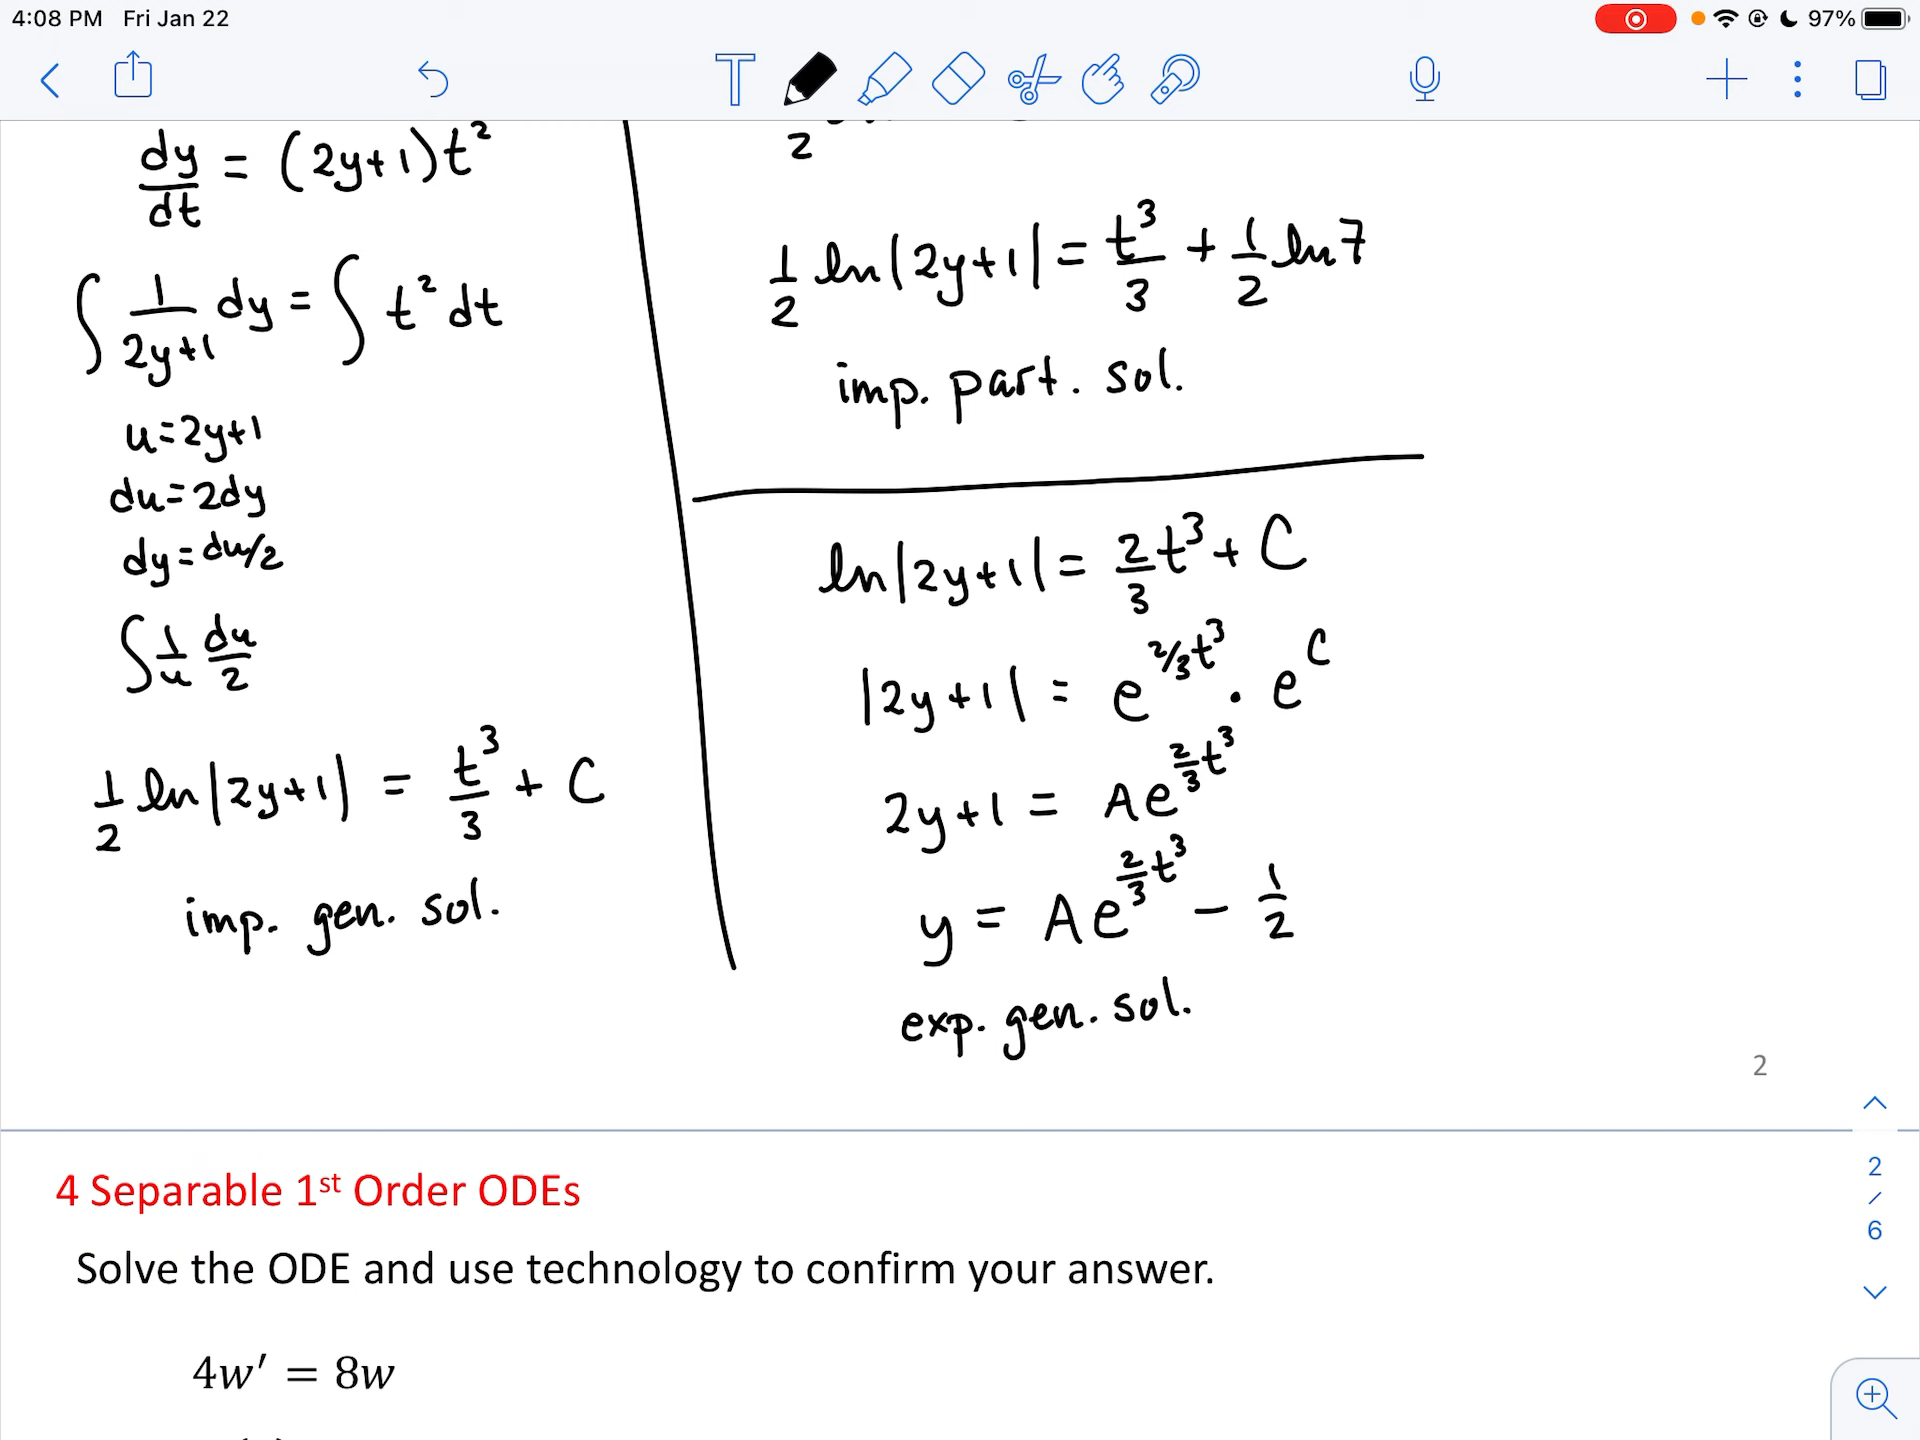 4:08 PM Fri Jan 22
97%
T
dy/dt = (2y+1)t²
∫ 1/(2y+1) dy = ∫ t² dt
u=2y+1
du=2dy
dy=du/2
∫ 1/u du/2
1/2 ln|2y+1| = t³/3 + C
imp. gen. sol.
2
1/2 ln|2y+1| = t³/3 + 1/2 ln7
imp. part. sol.
ln|2y+1| = 2/3 t³ + C
|2y+1| = e^(2/3 t³) · e^C
2y+1 = Ae^(2/3 t³)
y = Ae^(2/3 t³) - 1/2
exp. gen. sol.
2
4 Separable 1st Order ODEs
Solve the ODE and use technology to confirm your answer.
4w′ = 8w
2
/
6